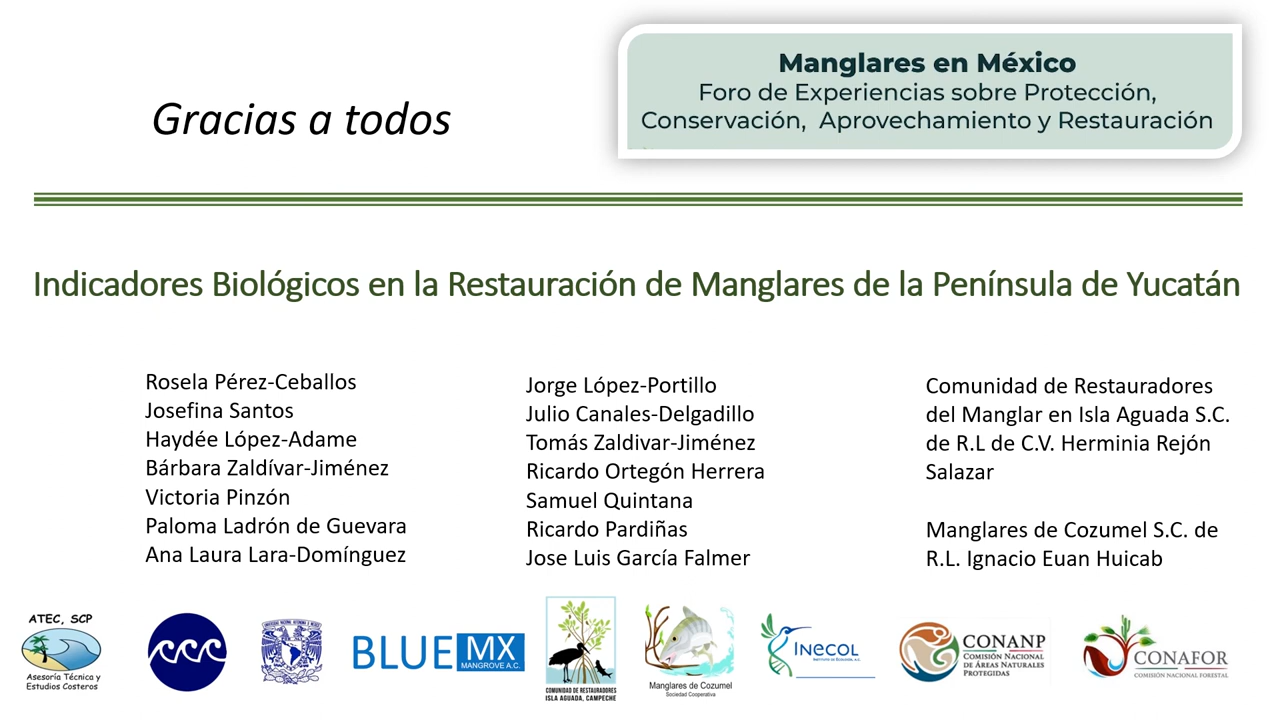 Gracias a todos
Manglares en México
Foro de Experiencias sobre Protección,
Conservación, Aprovechamiento y Restauración
Indicadores Biológicos en la Restauración de Manglares de la Península de Yucatán
Rosela Pérez-Ceballos
Josefina Santos
Haydée López-Adame
Bárbara Zaldívar-Jiménez
Victoria Pinzón
Paloma Ladrón de Guevara
Ana Laura Lara-Domínguez
Jorge López-Portillo
Julio Canales-Delgadillo
Tomás Zaldivar-Jiménez
Ricardo Ortegón Herrera
Samuel Quintana
Ricardo Pardiñas
Jose Luis García Falmer
Comunidad de Restauradores
del Manglar en Isla Aguada S.C.
de R.L de C.V. Herminia Rejón
Salazar
Manglares de Cozumel S.C. de
R.L. Ignacio Euan Huicab
ATEC, SCP
Asesoría Técnica y
Estudios Costeros
BLUE MX
MANGROVE A.C.
COMUNIDAD DE RESTAURADORES
ISLA AGUADA, CAMPECHE
Manglares de Cozumel
Sociedad Cooperativa
INECOL
INSTITUTO DE ECOLOGÍA, A.C.
CONANP
COMISIÓN NACIONAL
DE ÁREAS NATURALES
PROTEGIDAS
CONAFOR
COMISIÓN NACIONAL FORESTAL